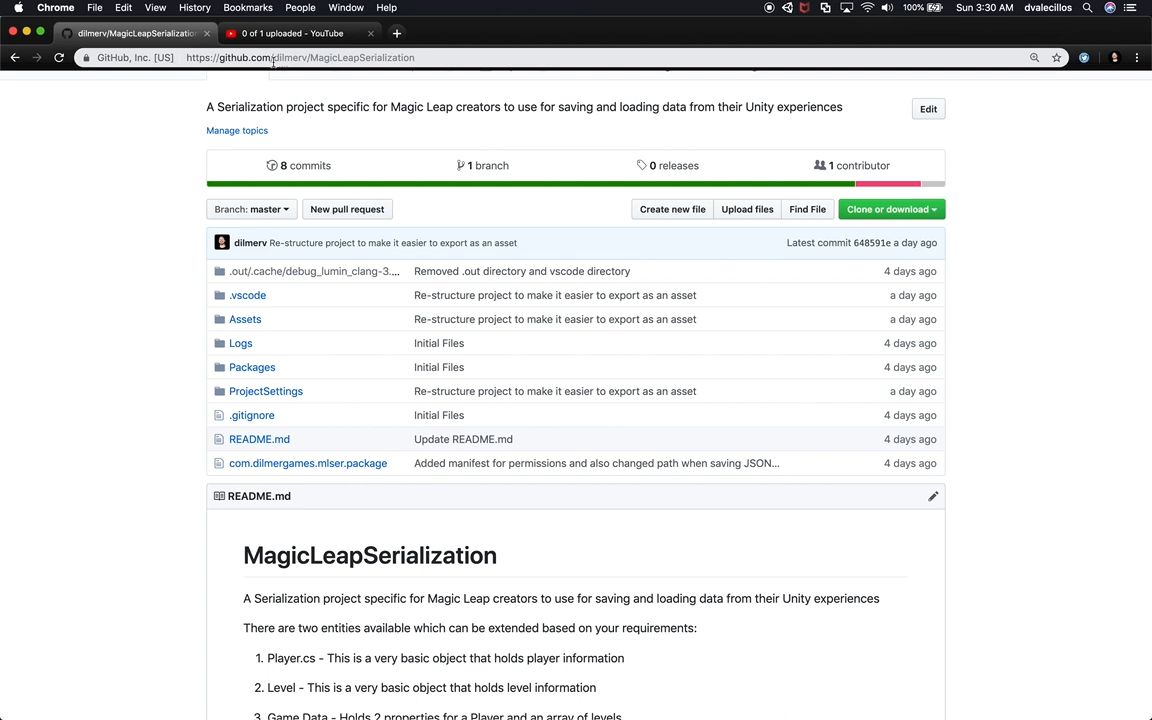 Chrome File Edit View History Bookmarks People Window Help 100% Sun 3:30 AM dvalecillos
dilmerv/MagicLeapSerialization × 0 of 1 uploaded - YouTube × +
GitHub, Inc. [US] https://github.com/dilmerv/MagicLeapSerialization
A Serialization project specific for Magic Leap creators to use for saving and loading data from their Unity experiences Edit
Manage topics
8 commits 1 branch 0 releases 1 contributor
Branch: master New pull request Create new file Upload files Find File Clone or download
dilmerv Re-structure project to make it easier to export as an asset Latest commit 648591e a day ago
.out/.cache/debug_lumin_clang-3.... Removed .out directory and vscode directory 4 days ago
.vscode Re-structure project to make it easier to export as an asset a day ago
Assets Re-structure project to make it easier to export as an asset a day ago
Logs Initial Files 4 days ago
Packages Initial Files 4 days ago
ProjectSettings Re-structure project to make it easier to export as an asset a day ago
.gitignore Initial Files 4 days ago
README.md Update README.md 4 days ago
com.dilmergames.mlser.package Added manifest for permissions and also changed path when saving JSON... 4 days ago
README.md
MagicLeapSerialization
A Serialization project specific for Magic Leap creators to use for saving and loading data from their Unity experiences
There are two entities available which can be extended based on your requirements:
1. Player.cs - This is a very basic object that holds player information
2. Level - This is a very basic object that holds level information
3. Game Data - Holds 2 properties for a Player and an array of levels